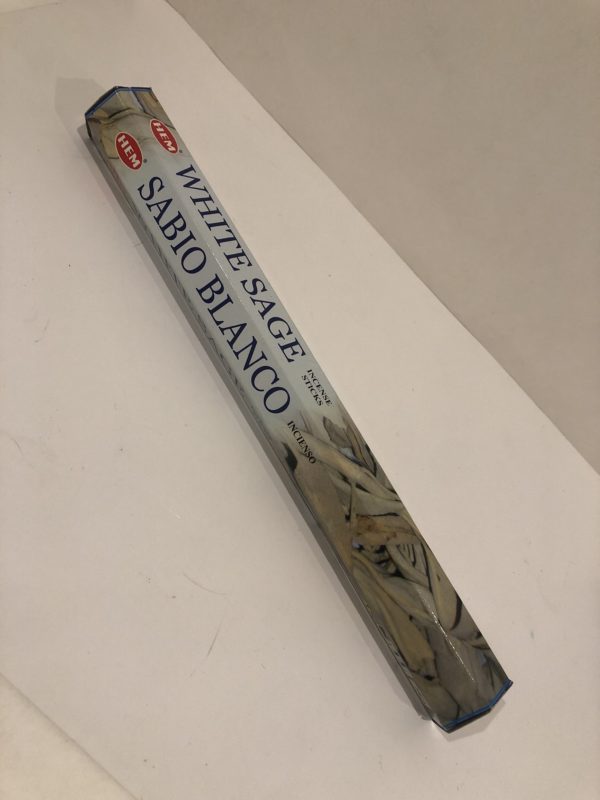 HEM
WHITE SAGE
INCENSE
STICKS
HEM
SABIO BLANCO
INCIENSO